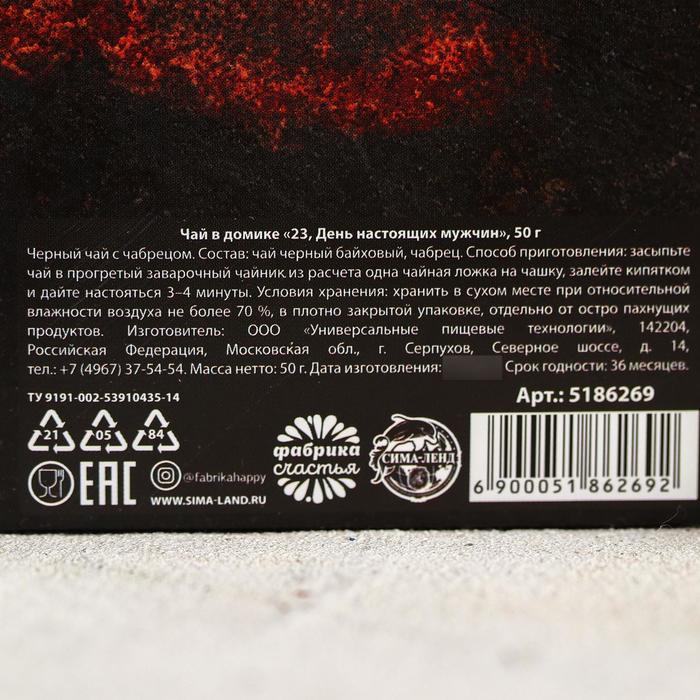 Чай в домике «23, День настоящих мужчин», 50 г
Черный чай с чабрецом. Состав: чай черный байховый, чабрец. Способ приготовления: засыпьте
чай в прогретый заварочный чайник из расчета одна чайная ложка на чашку, залейте кипятком
и дайте настояться 3–4 минуты. Условия хранения: хранить в сухом месте при относительной
влажности воздуха не более 70 %, в плотно закрытой упаковке, отдельно от остро пахнущих
продуктов. Изготовитель: ООО «Универсальные пищевые технологии», 142204,
Российская Федерация, Московская обл., г. Серпухов, Северное шоссе, д. 14,
тел.: +7 (4967) 37-54-54. Масса нетто: 50 г. Дата изготовления: Срок годности: 36 месяцев.
ТУ 9191-002-53910435-14
Арт.: 5186269
21 05 84
фабрика
счастья
СИМА-ЛЕНД
EAC
@fabrikahappy
WWW.SIMA-LAND.RU
6 900051 862692